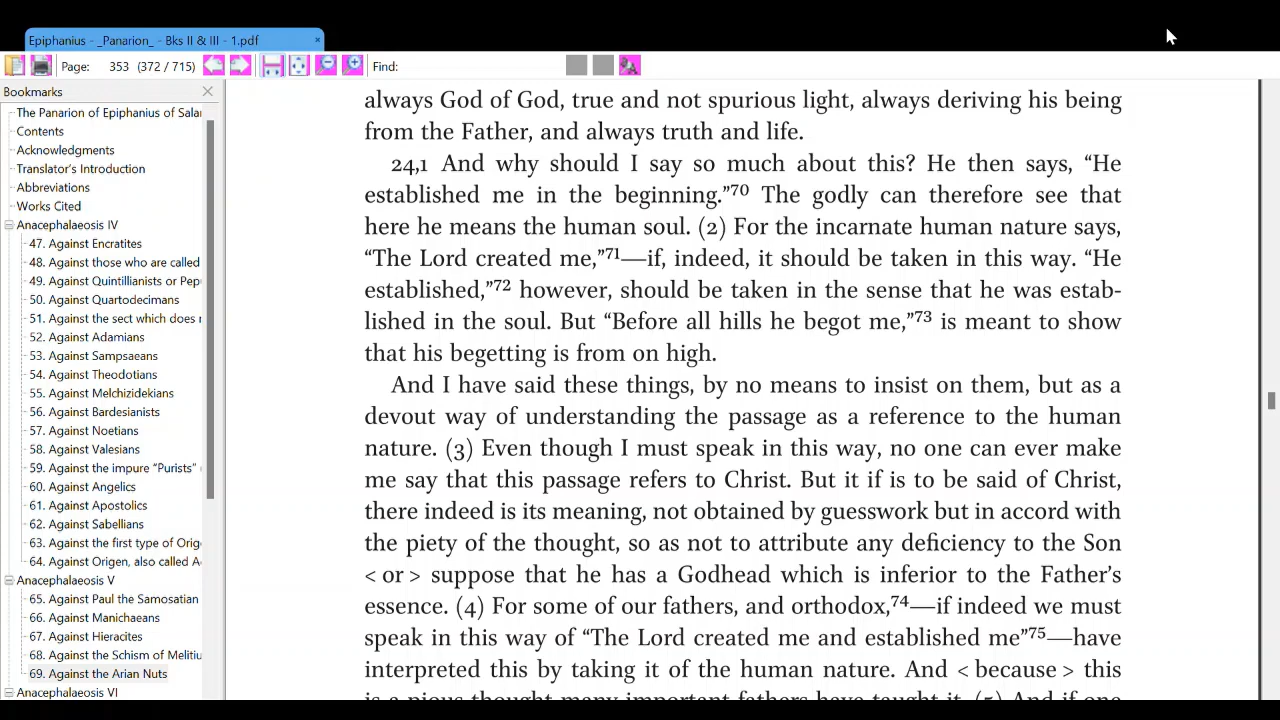 Epiphanius - _Panarion_ - Bks II & III - 1.pdf
×
Page: 353 (372 / 715) Find:
Bookmarks
The Panarion of Epiphanius of Sala
Contents
Acknowledgments
Translator's Introduction
Abbreviations
Works Cited
Anacephalaeosis IV
47. Against Encratites
48. Against those who are called
49. Against Quintillianists or Pep
50. Against Quartodecimans
51. Against the sect which does r
52. Against Adamians
53. Against Sampsaeans
54. Against Theodotians
55. Against Melchizidekians
56. Against Bardesianists
57. Against Noetians
58. Against Valesians
59. Against the impure “Purists” (
60. Against Angelics
61. Against Apostolics
62. Against Sabellians
63. Against the first type of Orig
64. Against Origen, also called A
Anacephalaeosis V
65. Against Paul the Samosatian
66. Against Manichaeans
67. Against Hieracites
68. Against the Schism of Melitiu
69. Against the Arian Nuts
Anacephalaeosis VI
always God of God, true and not spurious light, always deriving his being
from the Father, and always truth and life.
24,1 And why should I say so much about this? He then says, “He
established me in the beginning.”70 The godly can therefore see that
here he means the human soul. (2) For the incarnate human nature says,
“The Lord created me,”71—if, indeed, it should be taken in this way. “He
established,”72 however, should be taken in the sense that he was estab-
lished in the soul. But “Before all hills he begot me,”73 is meant to show
that his begetting is from on high.
And I have said these things, by no means to insist on them, but as a
devout way of understanding the passage as a reference to the human
nature. (3) Even though I must speak in this way, no one can ever make
me say that this passage refers to Christ. But it if is to be said of Christ,
there indeed is its meaning, not obtained by guesswork but in accord with
the piety of the thought, so as not to attribute any deficiency to the Son
< or > suppose that he has a Godhead which is inferior to the Father's
essence. (4) For some of our fathers, and orthodox,74—if indeed we must
speak in this way of “The Lord created me and established me”75—have
interpreted this by taking it of the human nature. And < because > this
is a pious thought many important fathers have taught it. (5) And if one